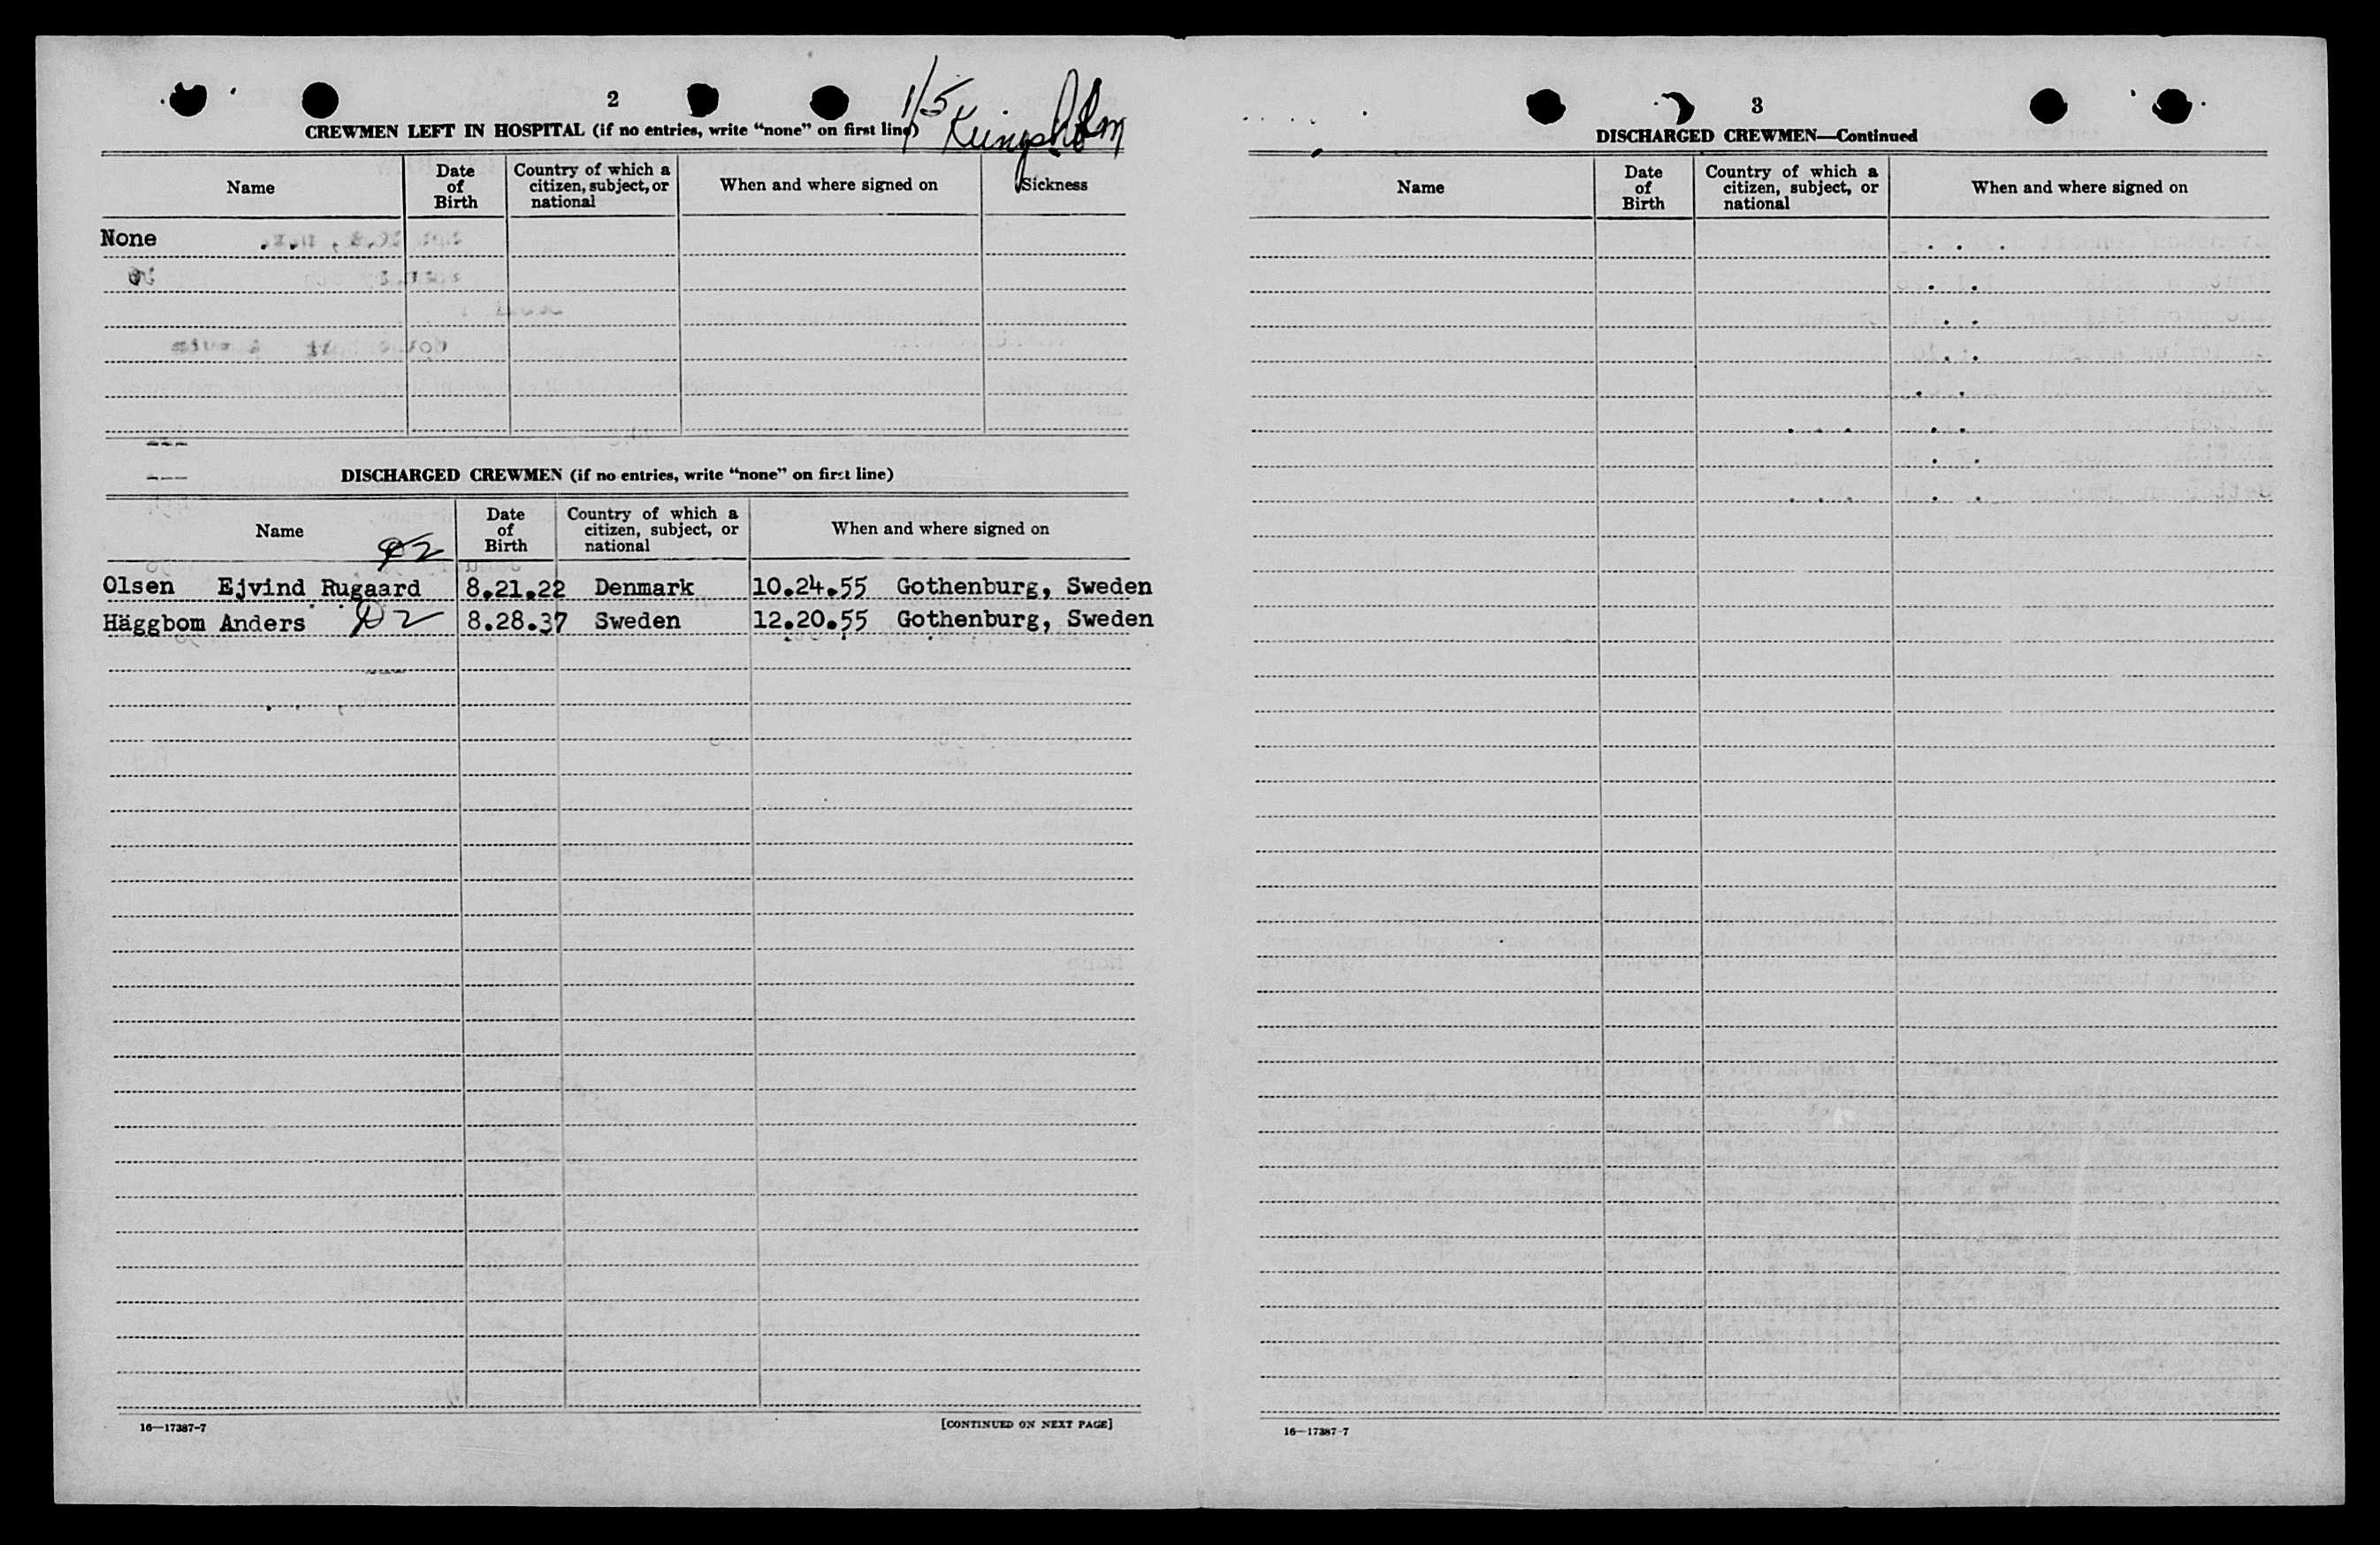 2
1/5 Kungsholm
CREWMEN LEFT IN HOSPITAL (if no entries, write “none” on first line)
Name
Date of Birth
Country of which a citizen, subject, or national
When and where signed on
Sickness
None
DISCHARGED CREWMEN (if no entries, write “none” on first line)
Name
Date of Birth
Country of which a citizen, subject, or national
When and where signed on
D2
Olsen Ejvind Rugaard 8.21.22 Denmark 10.24.55 Gothenburg, Sweden
Häggbom Anders D2 8.28.37 Sweden 12.20.55 Gothenburg, Sweden
16—17387-7
[CONTINUED ON NEXT PAGE]
3
DISCHARGED CREWMEN—Continued
Name
Date of Birth
Country of which a citizen, subject, or national
When and where signed on
16—17387-7